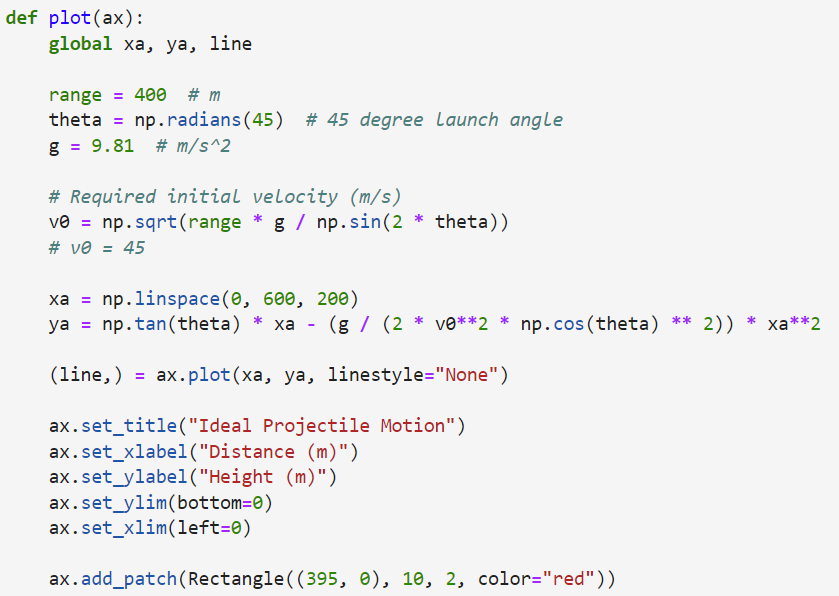 def plot(ax):
    global xa, ya, line

    range = 400  # m
    theta = np.radians(45)  # 45 degree launch angle
    g = 9.81  # m/s^2

    # Required initial velocity (m/s)
    v0 = np.sqrt(range * g / np.sin(2 * theta))
    # v0 = 45

    xa = np.linspace(0, 600, 200)
    ya = np.tan(theta) * xa - (g / (2 * v0**2 * np.cos(theta) ** 2)) * xa**2

    (line,) = ax.plot(xa, ya, linestyle="None")

    ax.set_title("Ideal Projectile Motion")
    ax.set_xlabel("Distance (m)")
    ax.set_ylabel("Height (m)")
    ax.set_ylim(bottom=0)
    ax.set_xlim(left=0)

    ax.add_patch(Rectangle((395, 0), 10, 2, color="red"))